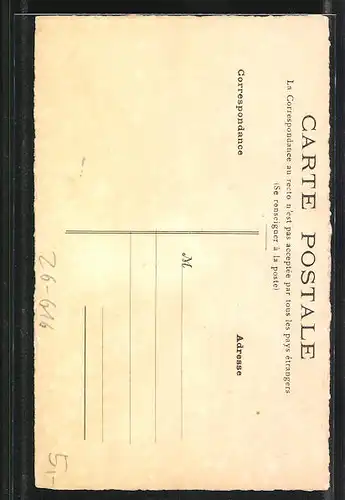 CARTE POSTALE
La Correspondance au recto n'est pas acceptée par tous les pays étrangers
(Se renseigner à la poste)
Correspondance
Adresse
M
26-616
5,-